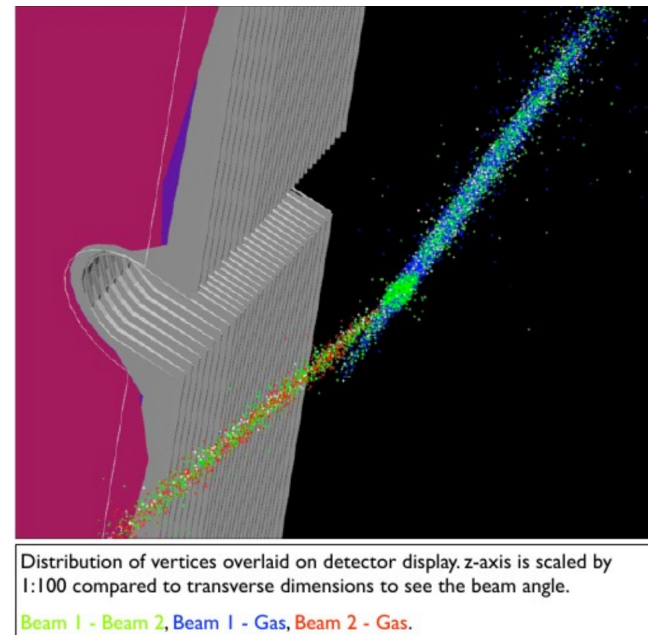 Distribution of vertices overlaid on detector display. z-axis is scaled by
1:100 compared to transverse dimensions to see the beam angle.
Beam 1 - Beam 2, Beam 1 - Gas, Beam 2 - Gas.